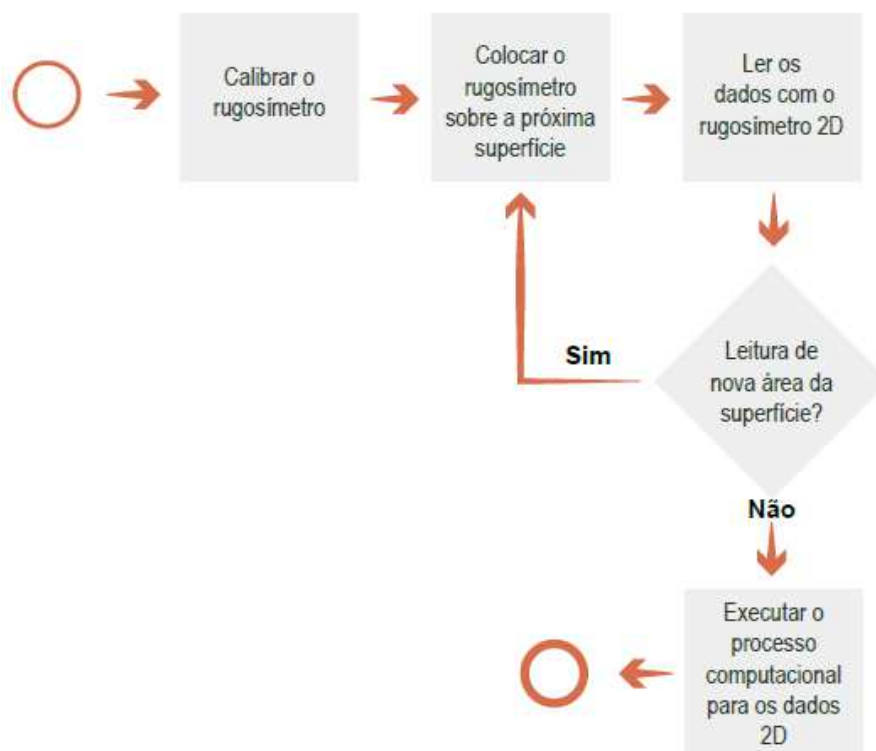 Calibrar o
rugosímetro
Colocar o
rugosímetro
sobre a próxima
superfície
Ler os
dados com o
rugosímetro 2D
Sim
Leitura de
nova área da
superfície?
Não
Executar o
processo
computacional
para os dados
2D